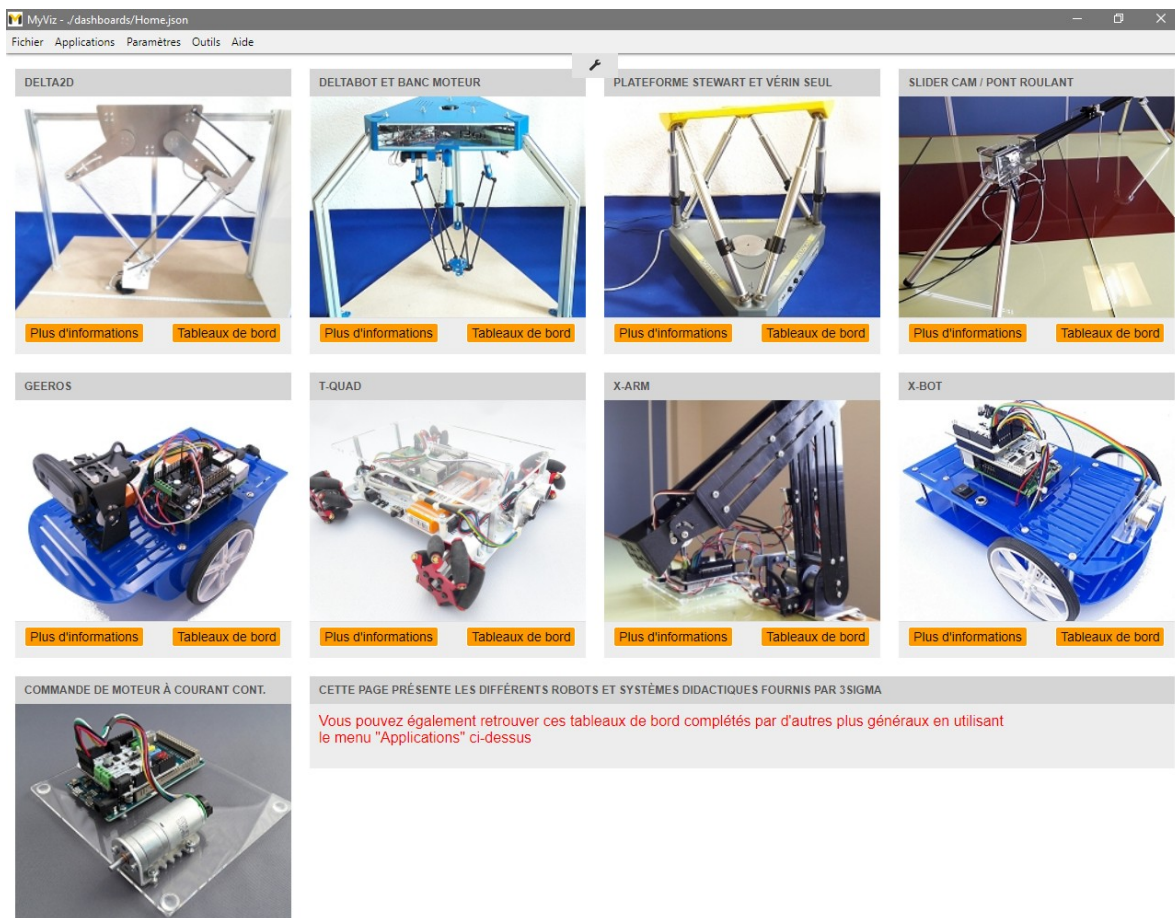 MyViz - ./dashboards/Home.json
Fichier Applications Paramètres Outils Aide
DELTA2D
DELTABOT ET BANC MOTEUR
PLATEFORME STEWART ET VÉRIN SEUL
SLIDER CAM / PONT ROULANT
Plus d'informations Tableaux de bord
Plus d'informations Tableaux de bord
Plus d'informations Tableaux de bord
Plus d'informations Tableaux de bord
GEEROS
T-QUAD
X-ARM
X-BOT
Plus d'informations Tableaux de bord
Plus d'informations Tableaux de bord
Plus d'informations Tableaux de bord
Plus d'informations Tableaux de bord
COMMANDE DE MOTEUR À COURANT CONT.
CETTE PAGE PRÉSENTE LES DIFFÉRENTS ROBOTS ET SYSTÈMES DIDACTIQUES FOURNIS PAR 3SIGMA
Vous pouvez également retrouver ces tableaux de bord complétés par d'autres plus généraux en utilisant
le menu "Applications" ci-dessus